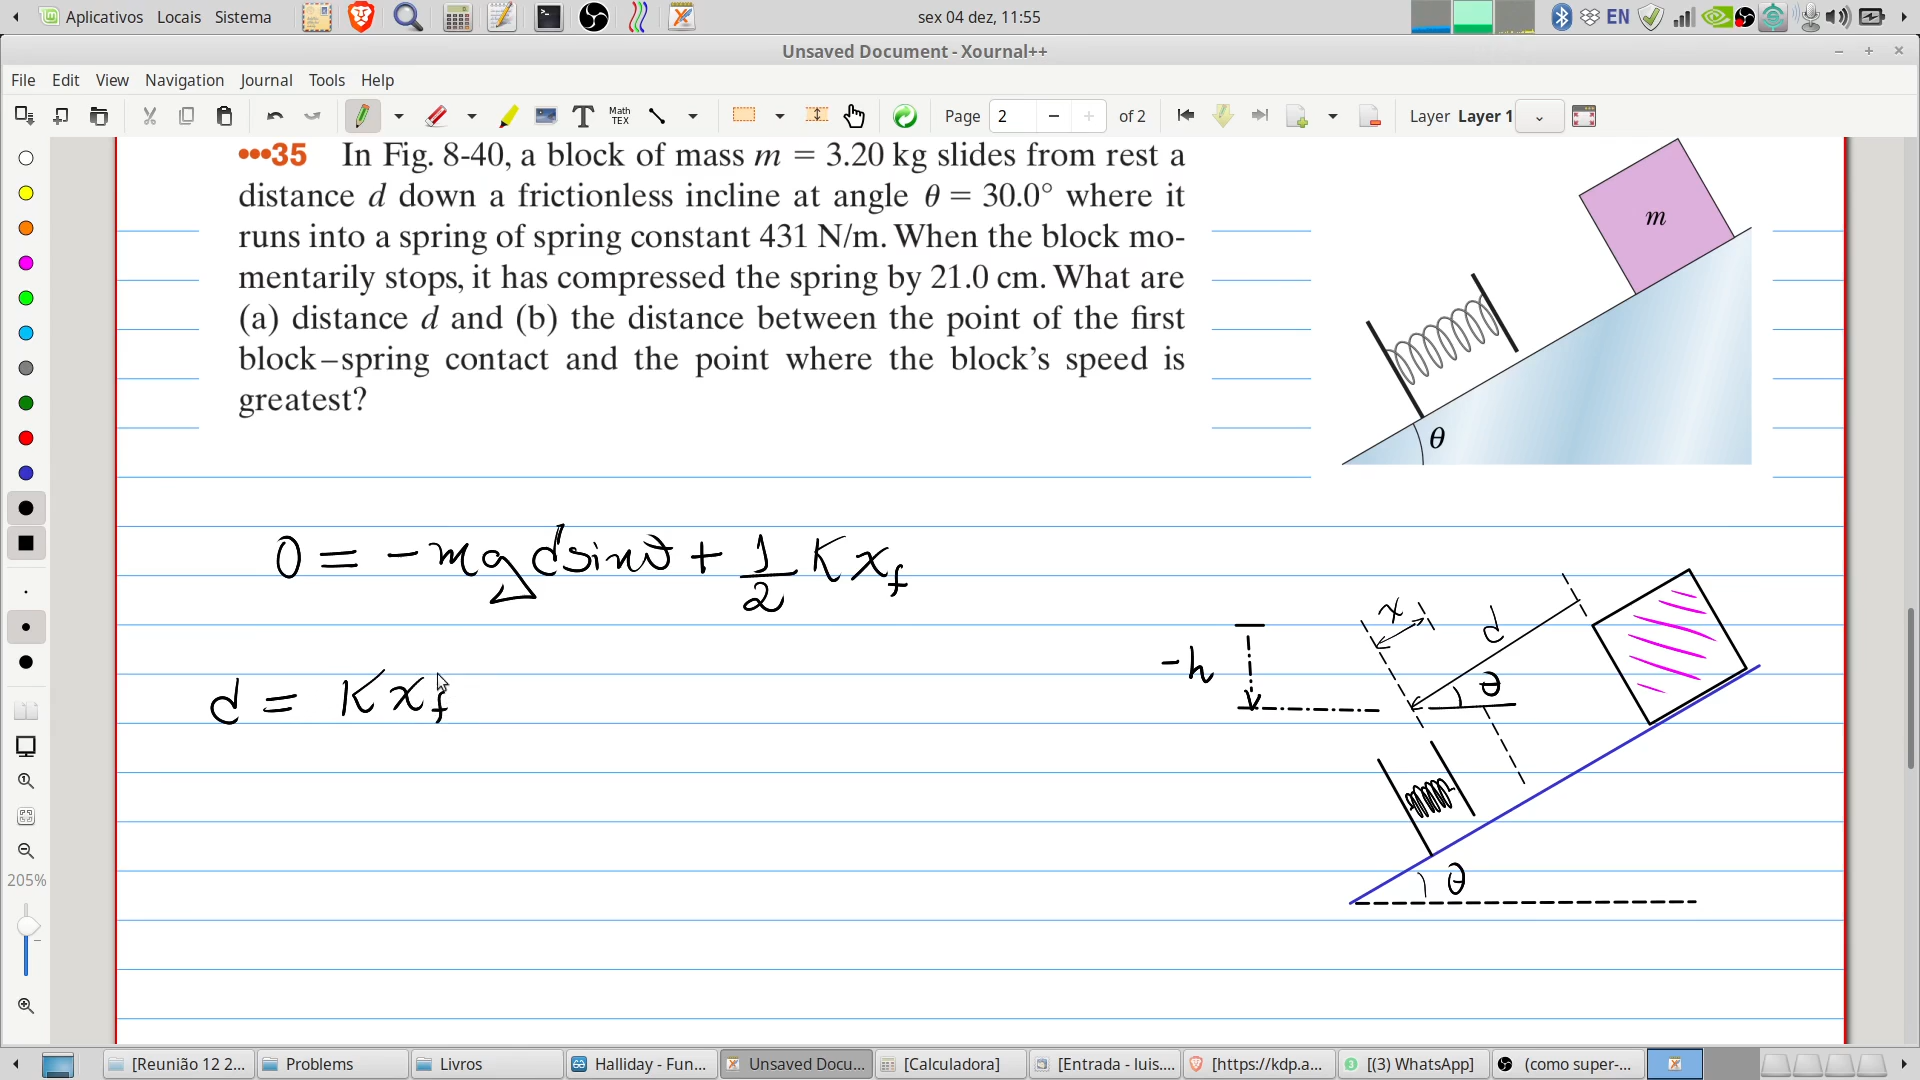 Aplicativos Locais Sistema sex 04 dez, 11:55 EN
Unsaved Document - Xournal++
File Edit View Navigation Journal Tools Help
Math TEX Page 2 of 2 Layer Layer 1
•••35 In Fig. 8-40, a block of mass m = 3.20 kg slides from rest a
distance d down a frictionless incline at angle θ = 30.0° where it
runs into a spring of spring constant 431 N/m. When the block mo-
mentarily stops, it has compressed the spring by 21.0 cm. What are
(a) distance d and (b) the distance between the point of the first
block–spring contact and the point where the block's speed is
greatest?
m
θ
0 = -mg d sin θ + 1/2 K x_f
d = K x_f
-h
x
d
θ
θ
205%
[Reunião 12 2... Problems Livros Halliday - Fun... Unsaved Docu... [Calculadora] [Entrada - luis.... [https://kdp.a... [(3) WhatsApp] (como super-...